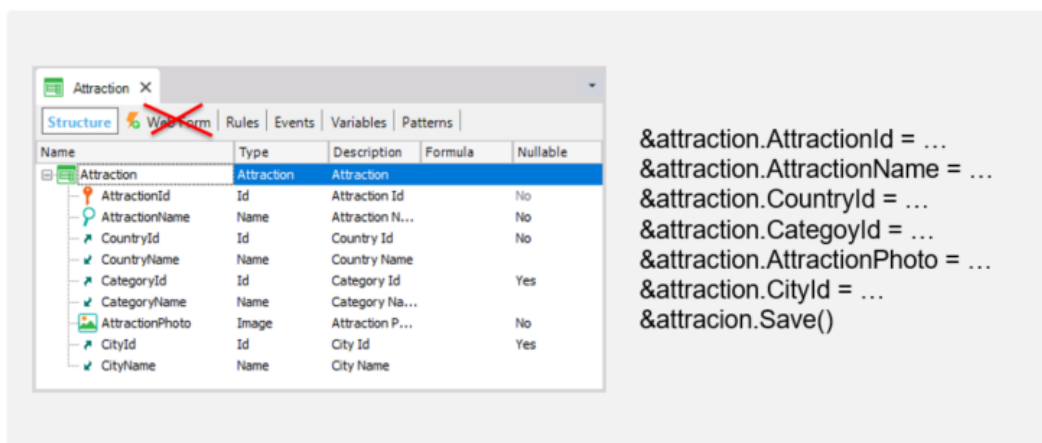 Attraction X
Structure Web Form Rules Events Variables Patterns
Name Type Description Formula Nullable
Attraction Attraction Attraction
AttractionId Id Attraction Id No
AttractionName Name Attraction N... No
CountryId Id Country Id No
CountryName Name Country Name
CategoryId Id Category Id Yes
CategoryName Name Category Na...
AttractionPhoto Image Attraction P... No
CityId Id City Id Yes
CityName Name City Name
&attraction.AttractionId = …
&attraction.AttractionName = …
&attraction.CountryId = …
&attraction.CategoyId = …
&attraction.AttractionPhoto = …
&attraction.CityId = …
&attracion.Save()